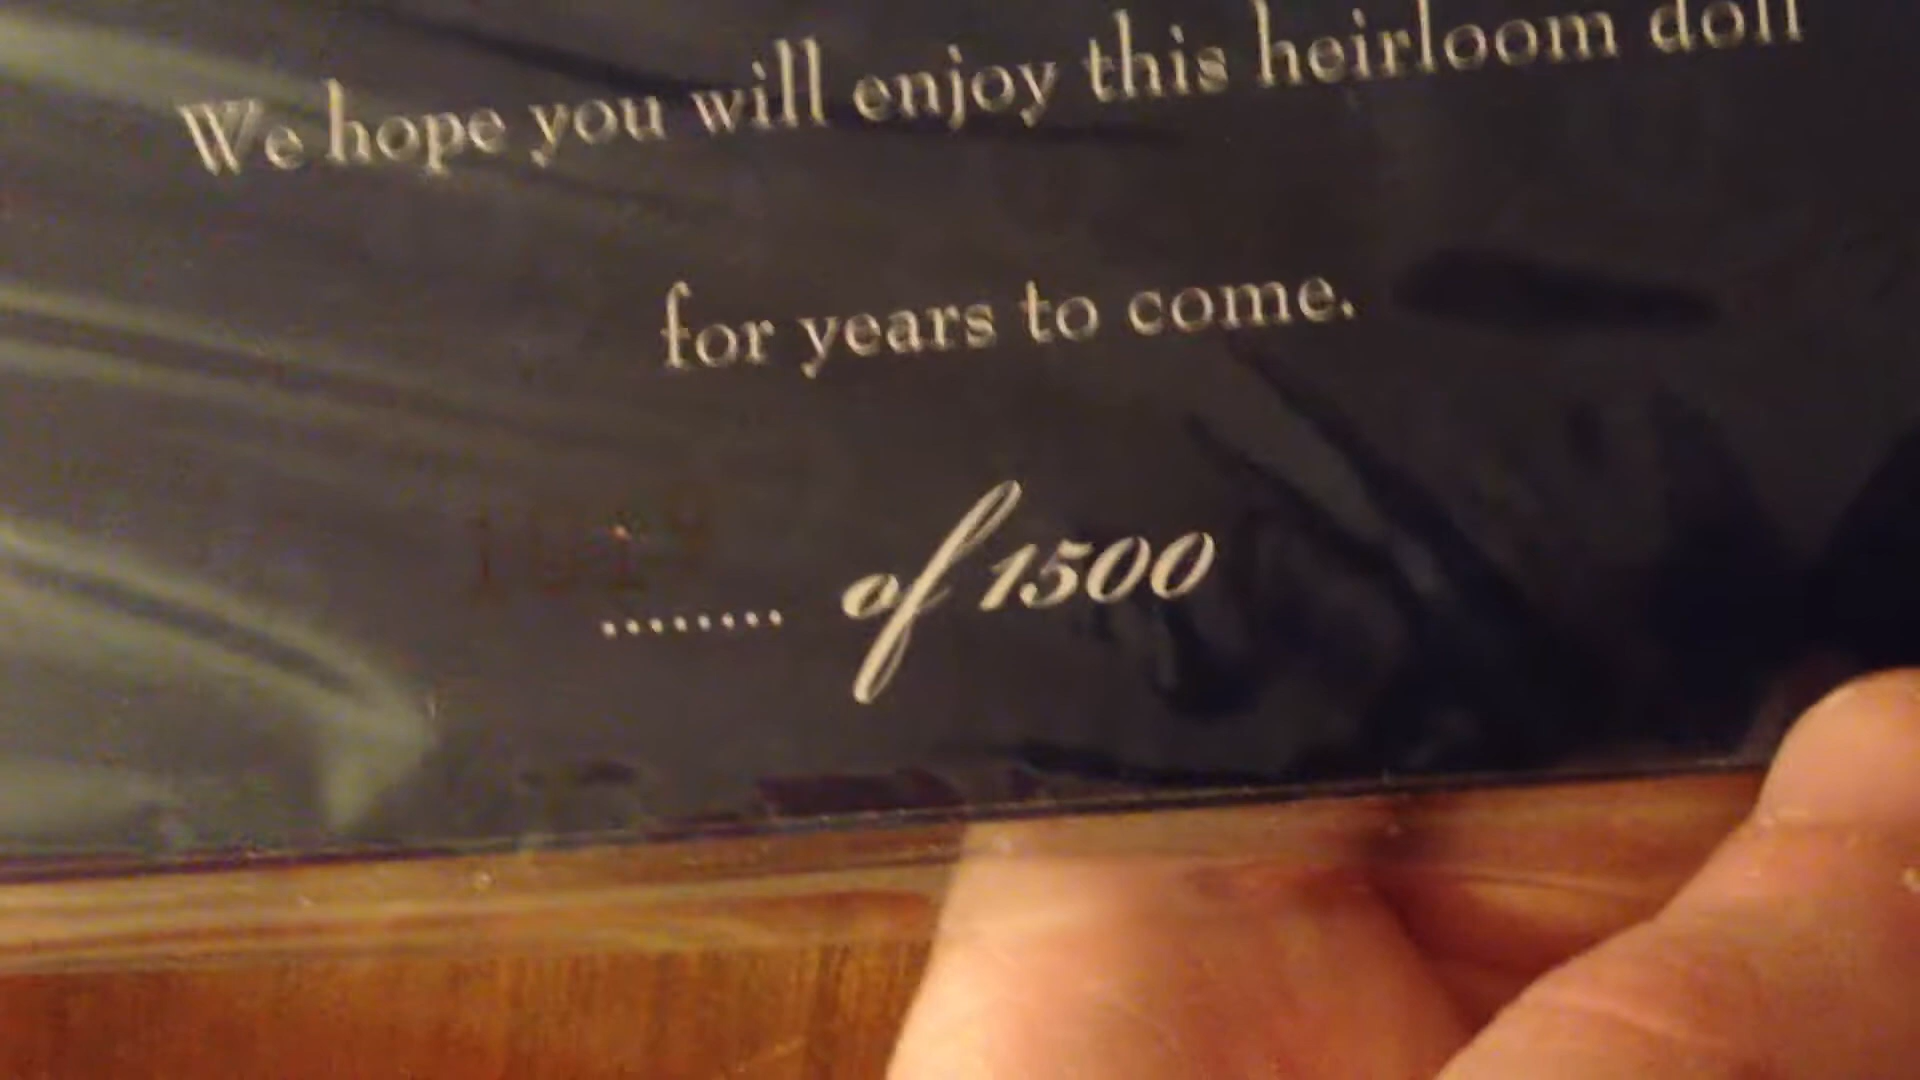 We hope you will enjoy this heirloom doll
for years to come.
........ of 1500